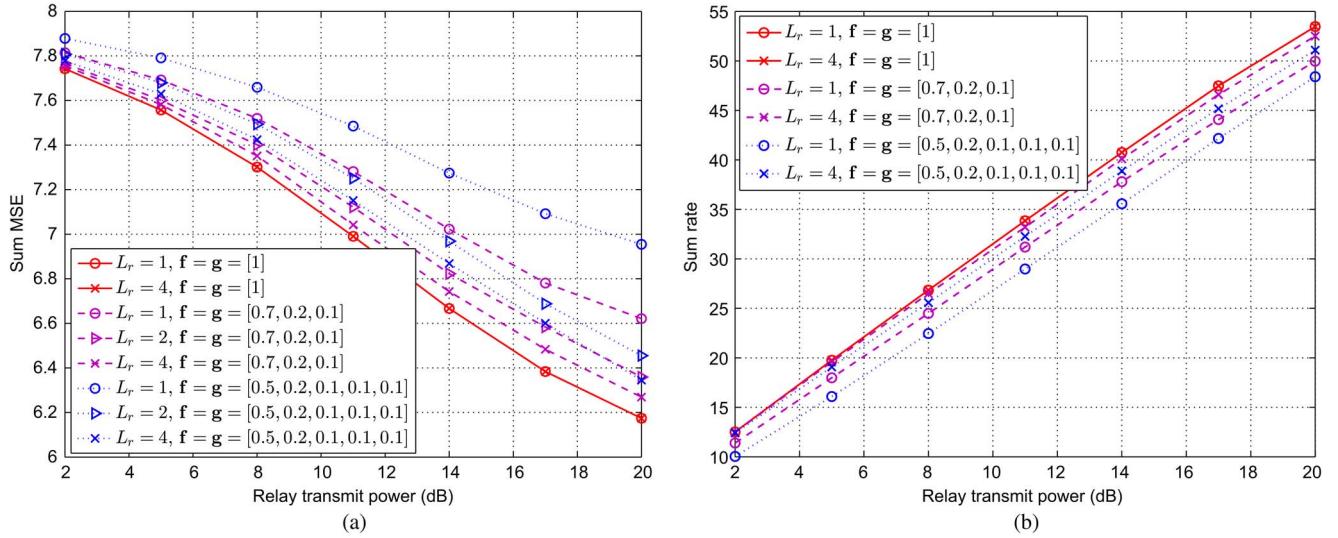 Sum MSE
7.8
7.6
7.4
7.2
7
6.8
6.6
6.4
6.2
6
L_r = 1, f = g = [1]
L_r = 4, f = g = [1]
L_r = 1, f = g = [0.7, 0.2, 0.1]
L_r = 2, f = g = [0.7, 0.2, 0.1]
L_r = 4, f = g = [0.7, 0.2, 0.1]
L_r = 1, f = g = [0.5, 0.2, 0.1, 0.1, 0.1]
L_r = 2, f = g = [0.5, 0.2, 0.1, 0.1, 0.1]
L_r = 4, f = g = [0.5, 0.2, 0.1, 0.1, 0.1]
2 4 6 8 10 12 14 16 18 20
Relay transmit power (dB)
(a)
Sum rate
55
50
45
40
35
30
25
20
15
10
L_r = 1, f = g = [1]
L_r = 4, f = g = [1]
L_r = 1, f = g = [0.7, 0.2, 0.1]
L_r = 4, f = g = [0.7, 0.2, 0.1]
L_r = 1, f = g = [0.5, 0.2, 0.1, 0.1, 0.1]
L_r = 4, f = g = [0.5, 0.2, 0.1, 0.1, 0.1]
2 4 6 8 10 12 14 16 18 20
Relay transmit power (dB)
(b)